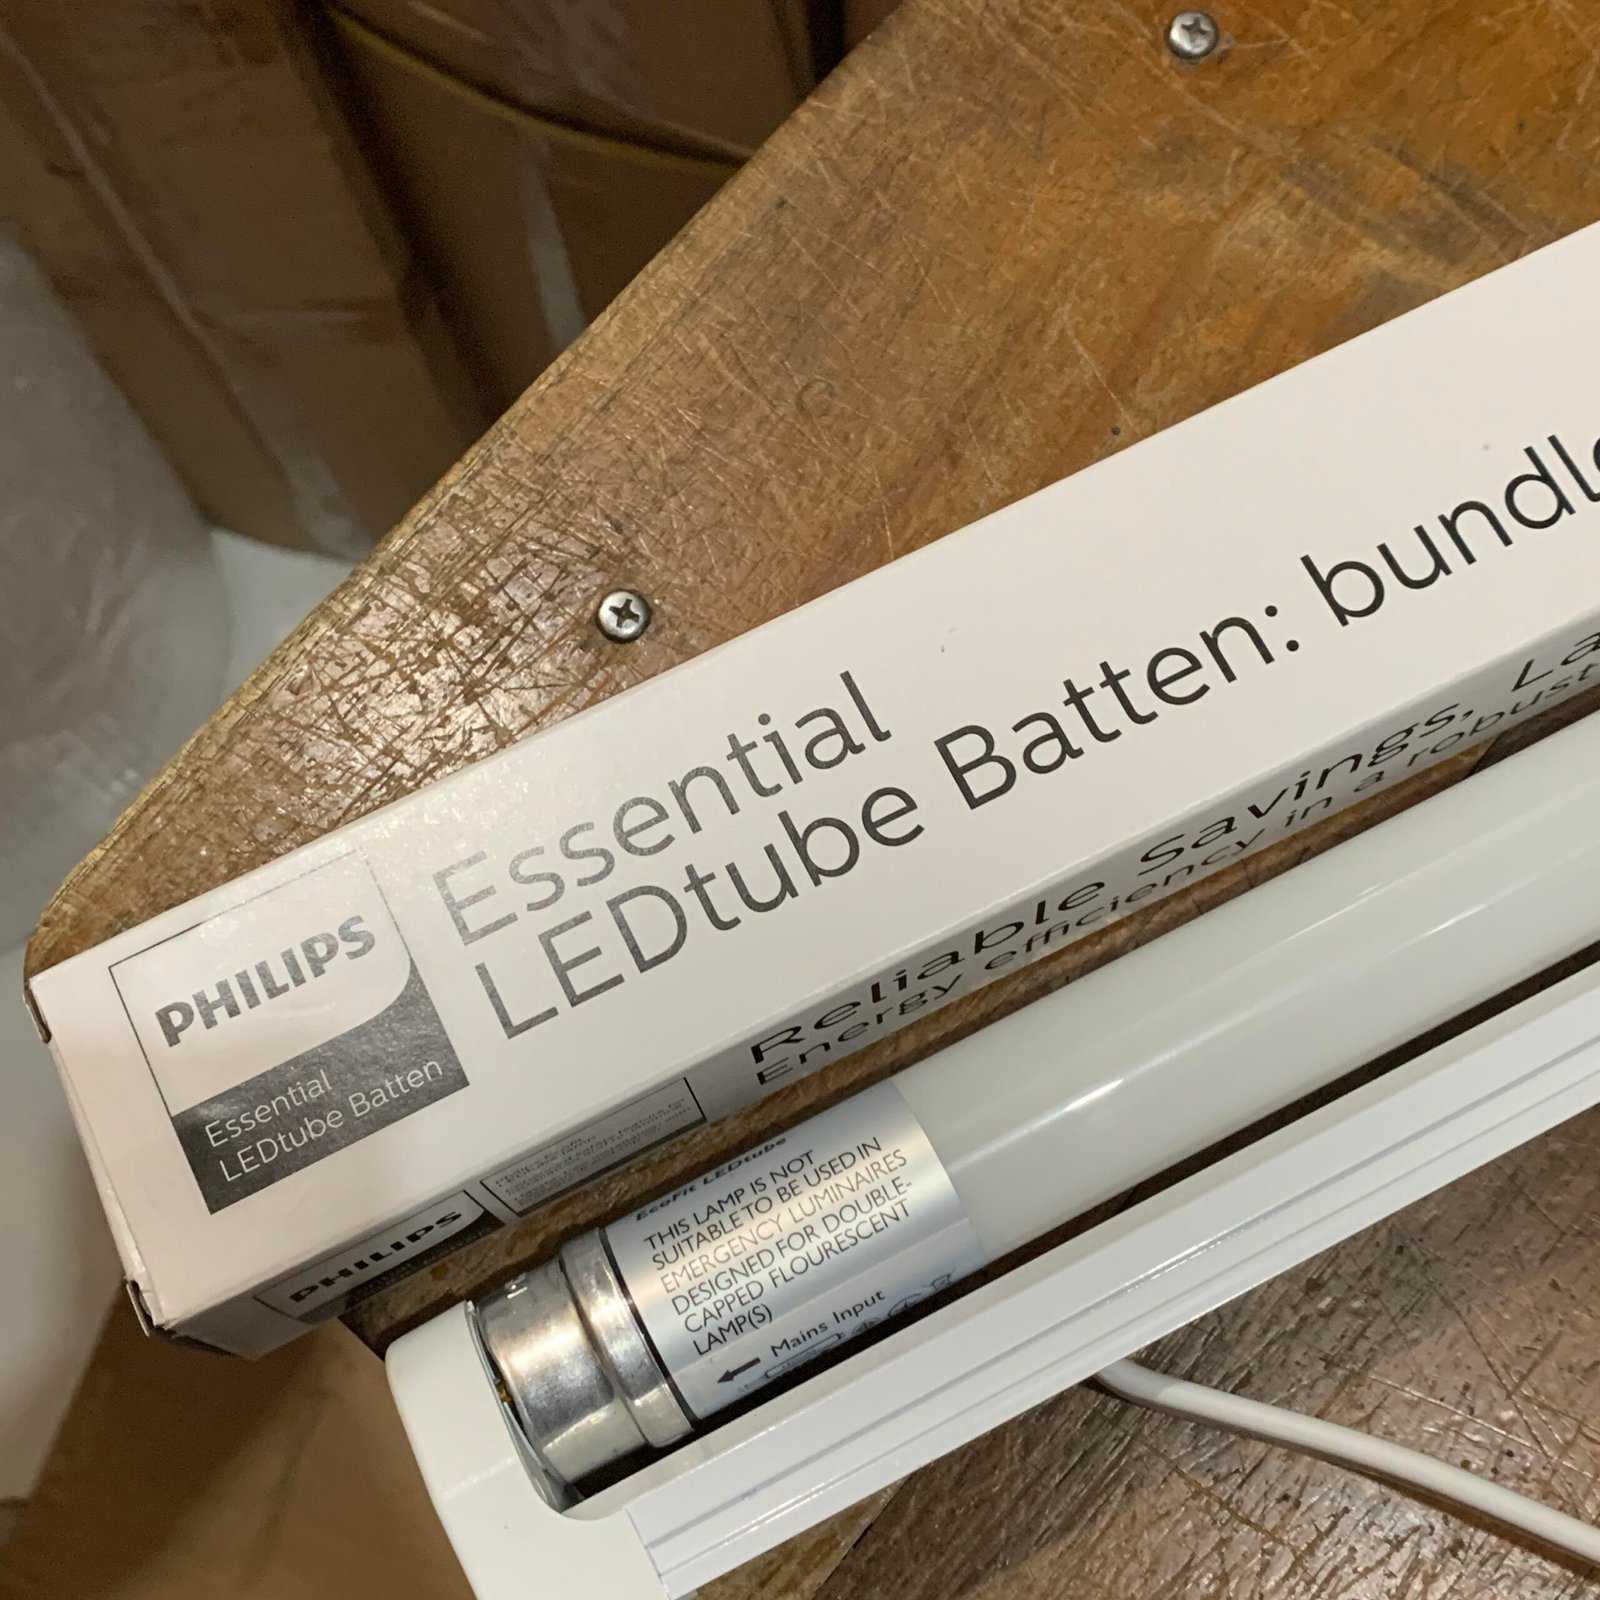 Essential
LEDtube Batten: bundle
PHILIPS
Essential
LEDtube Batten
Reliable Savings,
Energy efficiency in a robust
PHILIPS
EcoFit LEDtube
THIS LAMP IS NOT
SUITABLE TO BE USED IN
EMERGENCY LUMINAIRES
DESIGNED FOR DOUBLE-
CAPPED FLOURESCENT
LAMP(S)
Mains Input